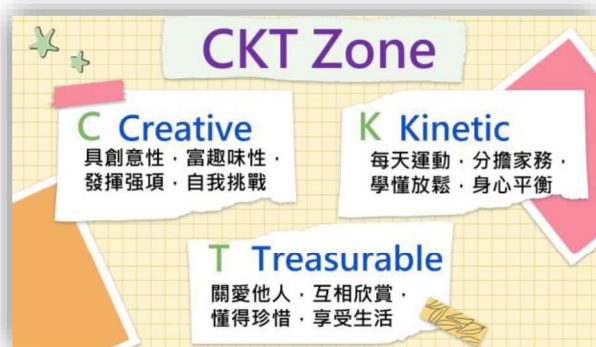 CKT Zone
C Creative
具創意性，富趣味性，
發揮强項，自我挑戰
K Kinetic
每天運動，分擔家務，
學懂放鬆，身心平衡
T Treasurable
關愛他人，互相欣賞，
懂得珍惜，享受生活